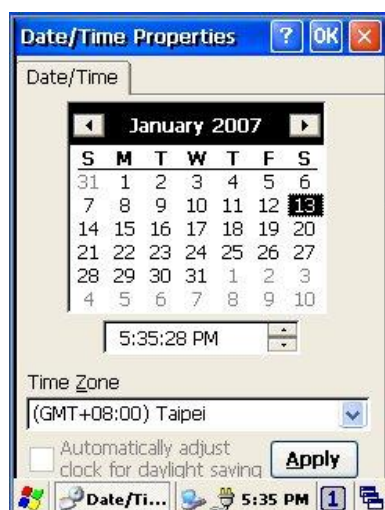 Date/Time Properties ? OK ×
Date/Time
January 2007
S M T W T F S
31 1 2 3 4 5 6
7 8 9 10 11 12 13
14 15 16 17 18 19 20
21 22 23 24 25 26 27
28 29 30 31 1 2 3
4 5 6 7 8 9 10
5:35:28 PM
Time Zone
(GMT+08:00) Taipei
Automatically adjust
clock for daylight saving
Apply
Date/Ti... 5:35 PM 1